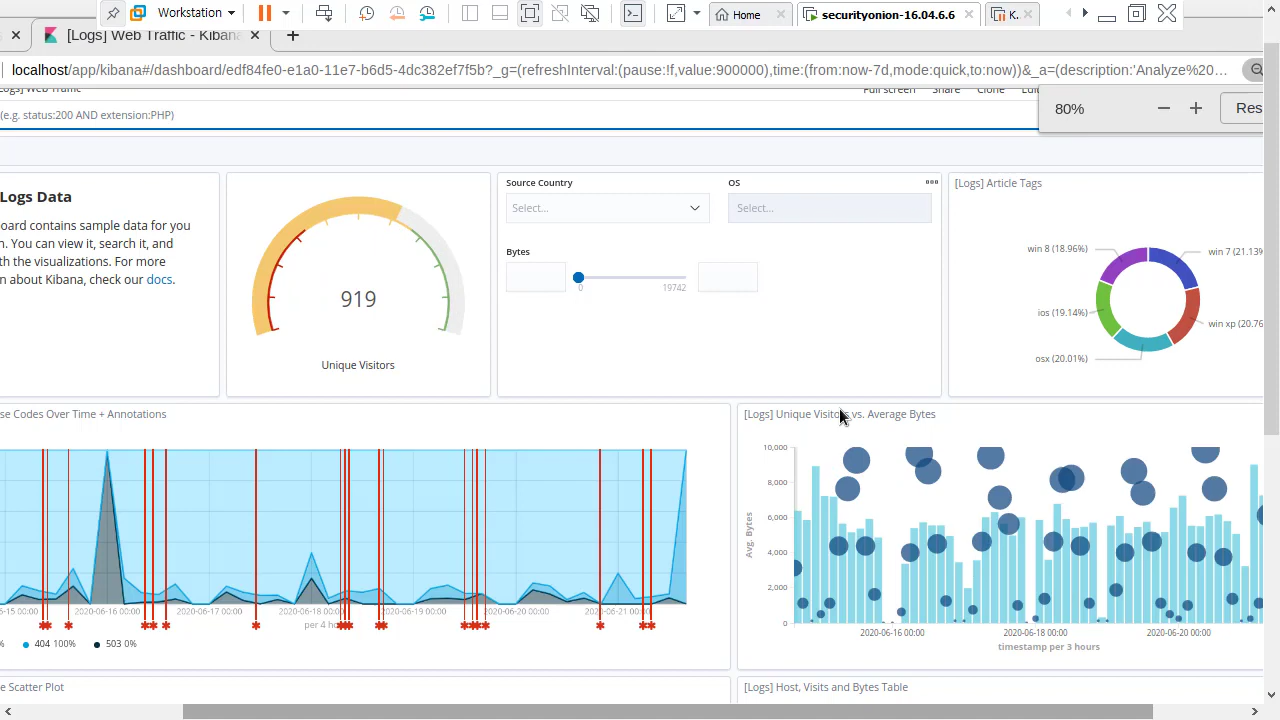 Workstation
Home
securityonion-16.04.6.6
K.
[Logs] Web Traffic - Kibana
localhost/app/kibana#/dashboard/edf84fe0-e1a0-11e7-b6d5-4dc382ef7f5b?_g=(refreshInterval:(pause:!f,value:900000),time:(from:now-7d,mode:quick,to:now))&_a=(description:'Analyze%20...
Logs] Web Traffic
Full screen Share Clone Edit
80%
Res
(e.g. status:200 AND extension:PHP)
Logs Data
oard contains sample data for you
n. You can view it, search it, and
th the visualizations. For more
n about Kibana, check our docs.
919
Unique Visitors
Source Country
Select...
OS
Select...
Bytes
0
19742
[Logs] Article Tags
win 8 (18.96%)
win 7 (21.13%
ios (19.14%)
win xp (20.76
osx (20.01%)
se Codes Over Time + Annotations
6-15 00:00 2020-06-16 00:00 2020-06-17 00:00 2020-06-18 00:00 2020-06-19 00:00 2020-06-20 00:00 2020-06-21 00:00
per 4 ho
% 404 100% 503 0%
[Logs] Unique Visitors vs. Average Bytes
Avg. Bytes
10,000
8,000
6,000
4,000
2,000
0
2020-06-16 00:00 2020-06-18 00:00 2020-06-20 00:00
timestamp per 3 hours
e Scatter Plot
[Logs] Host, Visits and Bytes Table